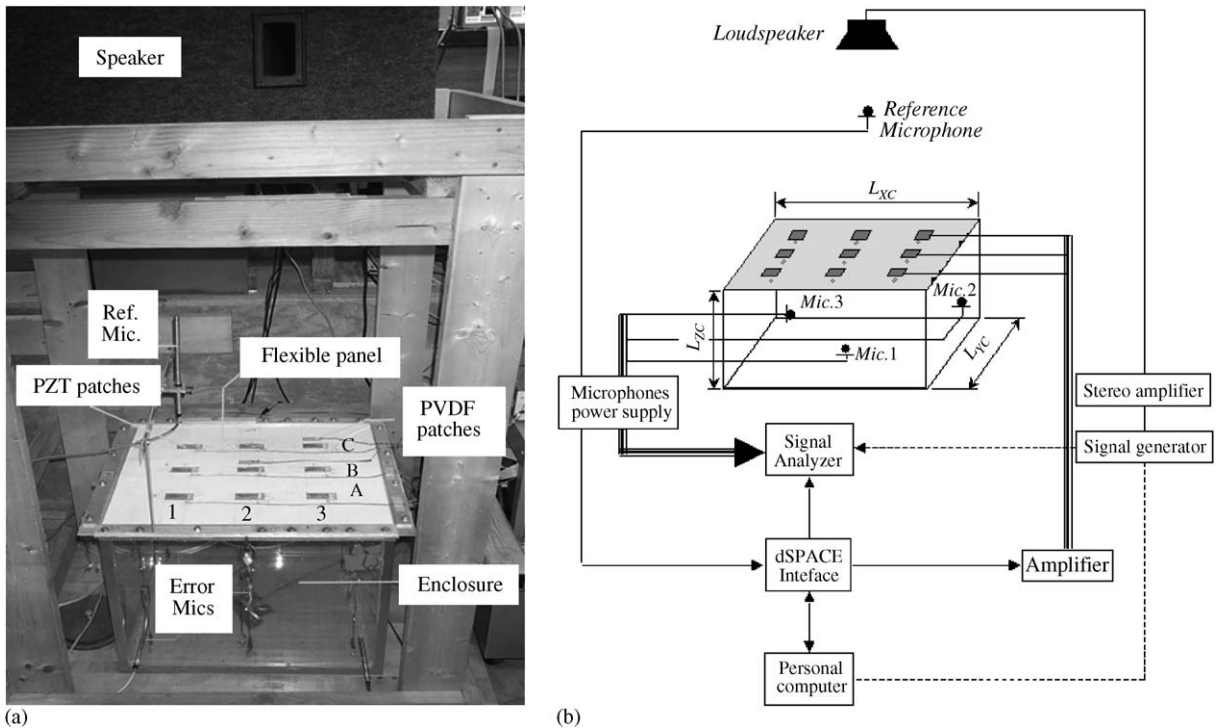 Speaker
Ref.
Mic.
Flexible panel
PZT patches
PVDF
patches
C
B
A
1 2 3
Error
Mics
Enclosure
(a)
Loudspeaker
Reference
Microphone
L_XC
Mic.3
Mic.2
L_ZC
Mic.1
L_YC
Microphones
power supply
Stereo amplifier
Signal
Analyzer
Signal generator
dSPACE
Inteface
Amplifier
Personal
computer
(b)